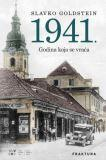 SLAVKO GOLDSTEIN
1941.
Godina koja se vraća
FRAKTURA